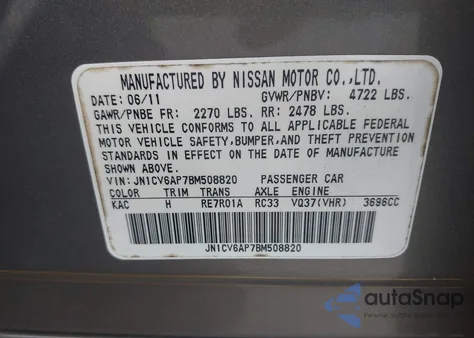 MANUFACTURED BY NISSAN MOTOR CO.,LTD.
DATE: 06/11 GVWR/PNBV: 4722 LBS.
GAWR/PNBE FR: 2270 LBS. RR: 2478 LBS.
THIS VEHICLE CONFORMS TO ALL APPLICABLE FEDERAL
MOTOR VEHICLE SAFETY, BUMPER, AND THEFT PREVENTION
STANDARDS IN EFFECT ON THE DATE OF MANUFACTURE
SHOWN ABOVE.
VIN: JN1CV6AP7BM508820 PASSENGER CAR
COLOR TRIM TRANS AXLE ENGINE
KAC H RE7R01A RC33 VQ37(VHR) 3696CC
JN1CV6AP7BM508820
autoSnap